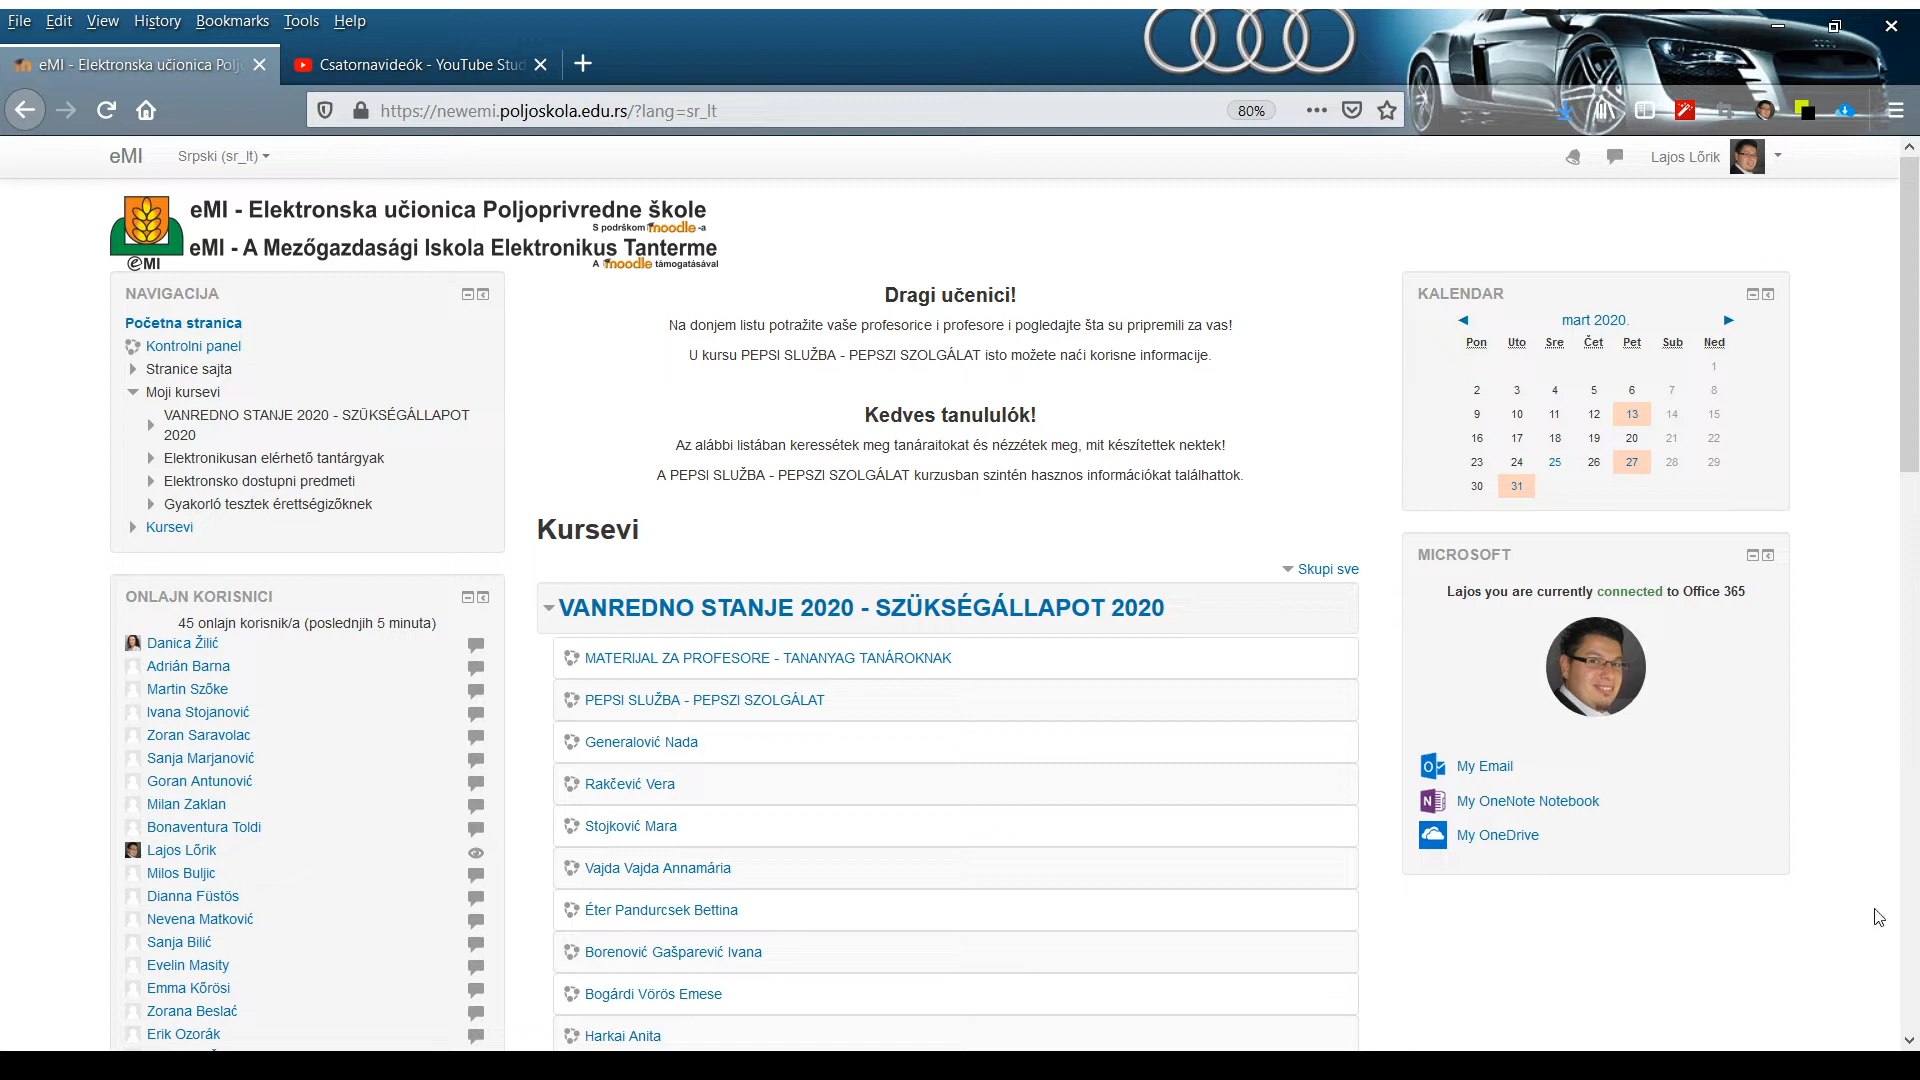 File Edit View History Bookmarks Tools Help
eMI - Elektronska učionica Polj
Csatornavideók - YouTube Stud
https://newemi.poljoskola.edu.rs/?lang=sr_lt
80%
eMI
Srpski (sr_lt)
Lajos Lőrik
eMI - Elektronska učionica Poljoprivredne škole
S podrškom moodle -a
eMI - A Mezőgazdasági Iskola Elektronikus Tanterme
A moodle támogatásával
eMI
NAVIGACIJA
Početna stranica
Kontrolni panel
Stranice sajta
Moji kursevi
VANREDNO STANJE 2020 - SZÜKSÉGÁLLAPOT
2020
Elektronikusan elérhető tantárgyak
Elektronsko dostupni predmeti
Gyakorló tesztek érettségizőknek
Kursevi
ONLAJN KORISNICI
45 onlajn korisnik/a (poslednjih 5 minuta)
Danica Žilić
Adrián Barna
Martin Szőke
Ivana Stojanović
Zoran Saravolac
Sanja Marjanović
Goran Antunović
Milan Zaklan
Bonaventura Toldi
Lajos Lőrik
Milos Buljic
Dianna Füstös
Nevena Matković
Sanja Bilić
Evelin Masity
Emma Kőrösi
Zorana Beslać
Erik Ozorák
Dragi učenici!
Na donjem listu potražite vaše profesorice i profesore i pogledajte šta su pripremili za vas!
U kursu PEPSI SLUŽBA - PEPSZI SZOLGÁLAT isto možete naći korisne informacije.
Kedves tanululók!
Az alábbi listában keressétek meg tanáraitokat és nézzétek meg, mit készítettek nektek!
A PEPSI SLUŽBA - PEPSZI SZOLGÁLAT kurzusban szintén hasznos információkat találhattok.
Kursevi
Skupi sve
VANREDNO STANJE 2020 - SZÜKSÉGÁLLAPOT 2020
MATERIJAL ZA PROFESORE - TANANYAG TANÁROKNAK
PEPSI SLUŽBA - PEPSZI SZOLGÁLAT
Generalović Nada
Rakčević Vera
Stojković Mara
Vajda Vajda Annamária
Éter Pandurcsek Bettina
Borenović Gašparević Ivana
Bogárdi Vörös Emese
Harkai Anita
KALENDAR
mart 2020.
Pon Uto Sre Čet Pet Sub Ned
1
2 3 4 5 6 7 8
9 10 11 12 13 14 15
16 17 18 19 20 21 22
23 24 25 26 27 28 29
30 31
MICROSOFT
Lajos you are currently connected to Office 365
My Email
My OneNote Notebook
My OneDrive